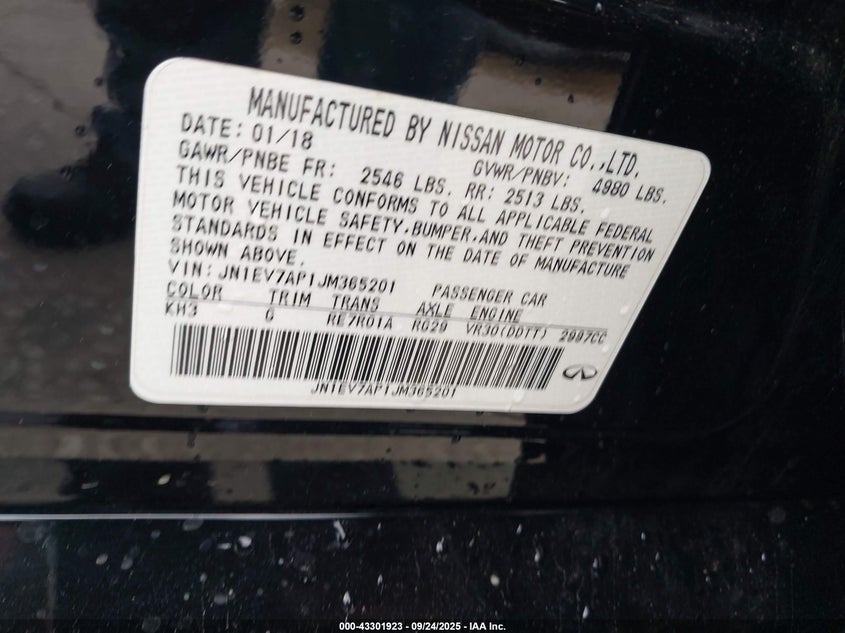 MANUFACTURED BY NISSAN MOTOR CO.,LTD.
DATE: 01/18 GVWR/PNBV: 4980 LBS.
GAWR/PNBE FR: 2546 LBS. RR: 2513 LBS.
THIS VEHICLE CONFORMS TO ALL APPLICABLE FEDERAL
MOTOR VEHICLE SAFETY,BUMPER,AND THEFT PREVENTION
STANDARDS IN EFFECT ON THE DATE OF MANUFACTURE
SHOWN ABOVE.
VIN: JN1EV7AP1JM365201 PASSENGER CAR
COLOR TRIM TRANS AXLE ENGINE
KH3 G RE7R01A RG29 VR30(DDTT) 2997CC
JN1EV7AP1JM365201
000-43301923 - 09/24/2025 - IAA Inc.